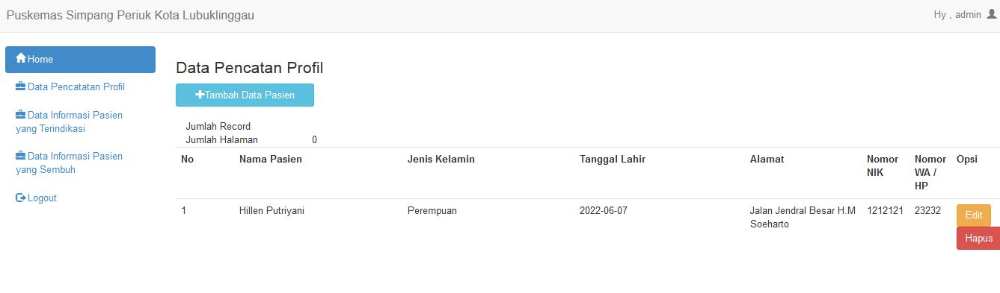 Puskemas Simpang Periuk Kota Lubuklinggau
Hy , admin
Home
Data Pencatatan Profil
Data Informasi Pasien
yang Terindikasi
Data Informasi Pasien
yang Sembuh
Logout
Data Pencatan Profil
Tambah Data Pasien
Jumlah Record
Jumlah Halaman 0
No Nama Pasien Jenis Kelamin Tanggal Lahir Alamat Nomor NIK Nomor WA / HP Opsi
1 Hillen Putriyani Perempuan 2022-06-07 Jalan Jendral Besar H.M Soeharto 1212121 23232 Edit
Hapus